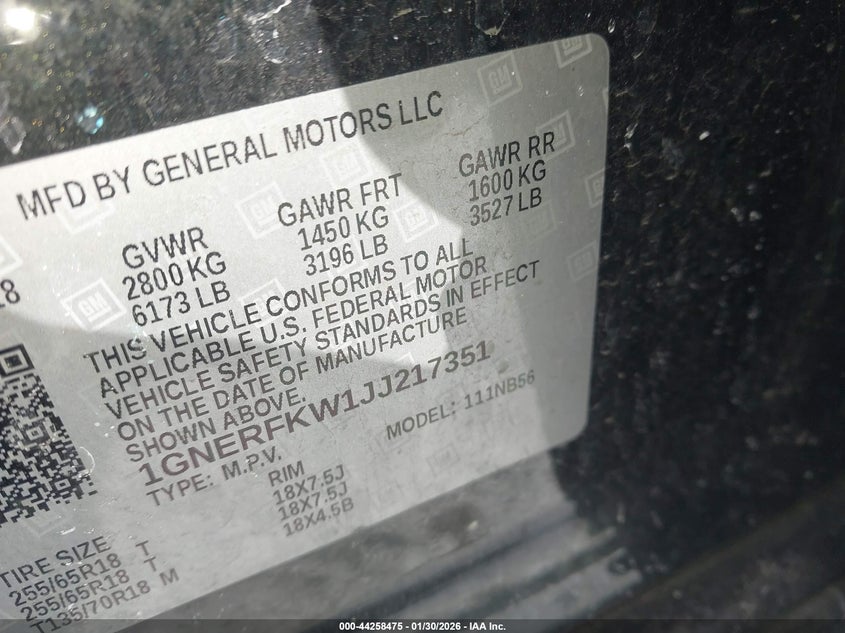 MFD BY GENERAL MOTORS LLC
GVWR GAWR FRT GAWR RR
2800 KG 1450 KG 1600 KG
6173 LB 3196 LB 3527 LB
THIS VEHICLE CONFORMS TO ALL
APPLICABLE U.S. FEDERAL MOTOR
VEHICLE SAFETY STANDARDS IN EFFECT
ON THE DATE OF MANUFACTURE
SHOWN ABOVE.
1GNERFKW1JJ217351
TYPE: M.P.V. MODEL: 111NB56
TIRE SIZE RIM
255/65R18 T 18X7.5J
255/65R18 T 18X7.5J
T135/70R18 M 18X4.5B
000-44258475 — 01/30/2026 — IAA Inc.